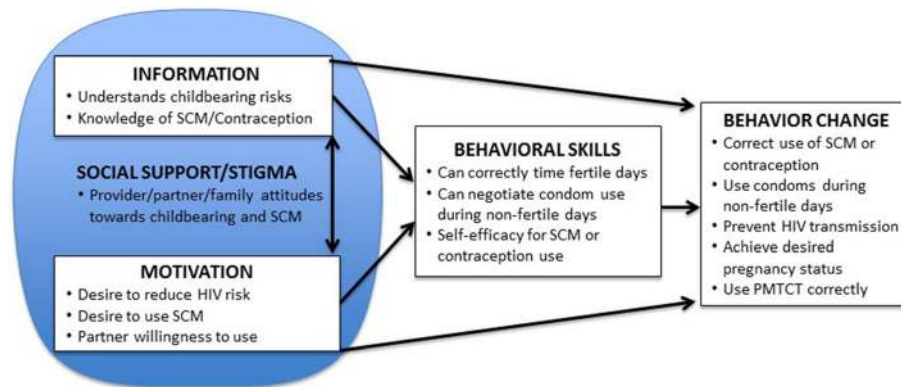 INFORMATION
• Understands childbearing risks
• Knowledge of SCM/Contraception
SOCIAL SUPPORT/STIGMA
• Provider/partner/family attitudes
towards childbearing and SCM
MOTIVATION
• Desire to reduce HIV risk
• Desire to use SCM
• Partner willingness to use
BEHAVIORAL SKILLS
• Can correctly time fertile days
• Can negotiate condom use
during non-fertile days
• Self-efficacy for SCM or
contraception use
BEHAVIOR CHANGE
• Correct use of SCM or
contraception
• Use condoms during
non-fertile days
• Prevent HIV transmission
• Achieve desired
pregnancy status
• Use PMTCT correctly